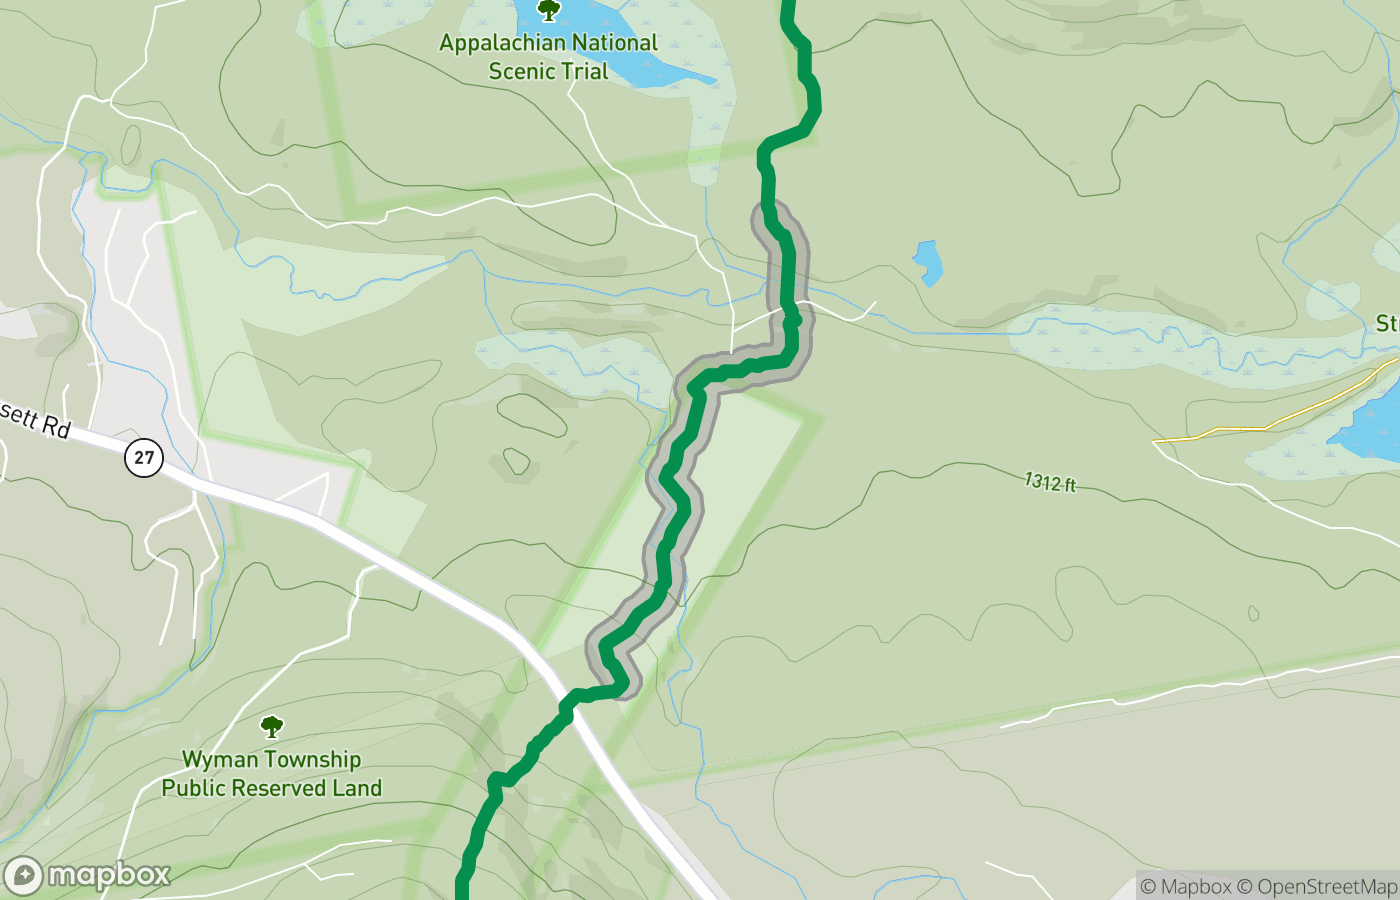 Appalachian National
Scenic Trial
sett Rd
27
1312 ft
Wyman Township
Public Reserved Land
mapbox
© Mapbox © OpenStreetMap